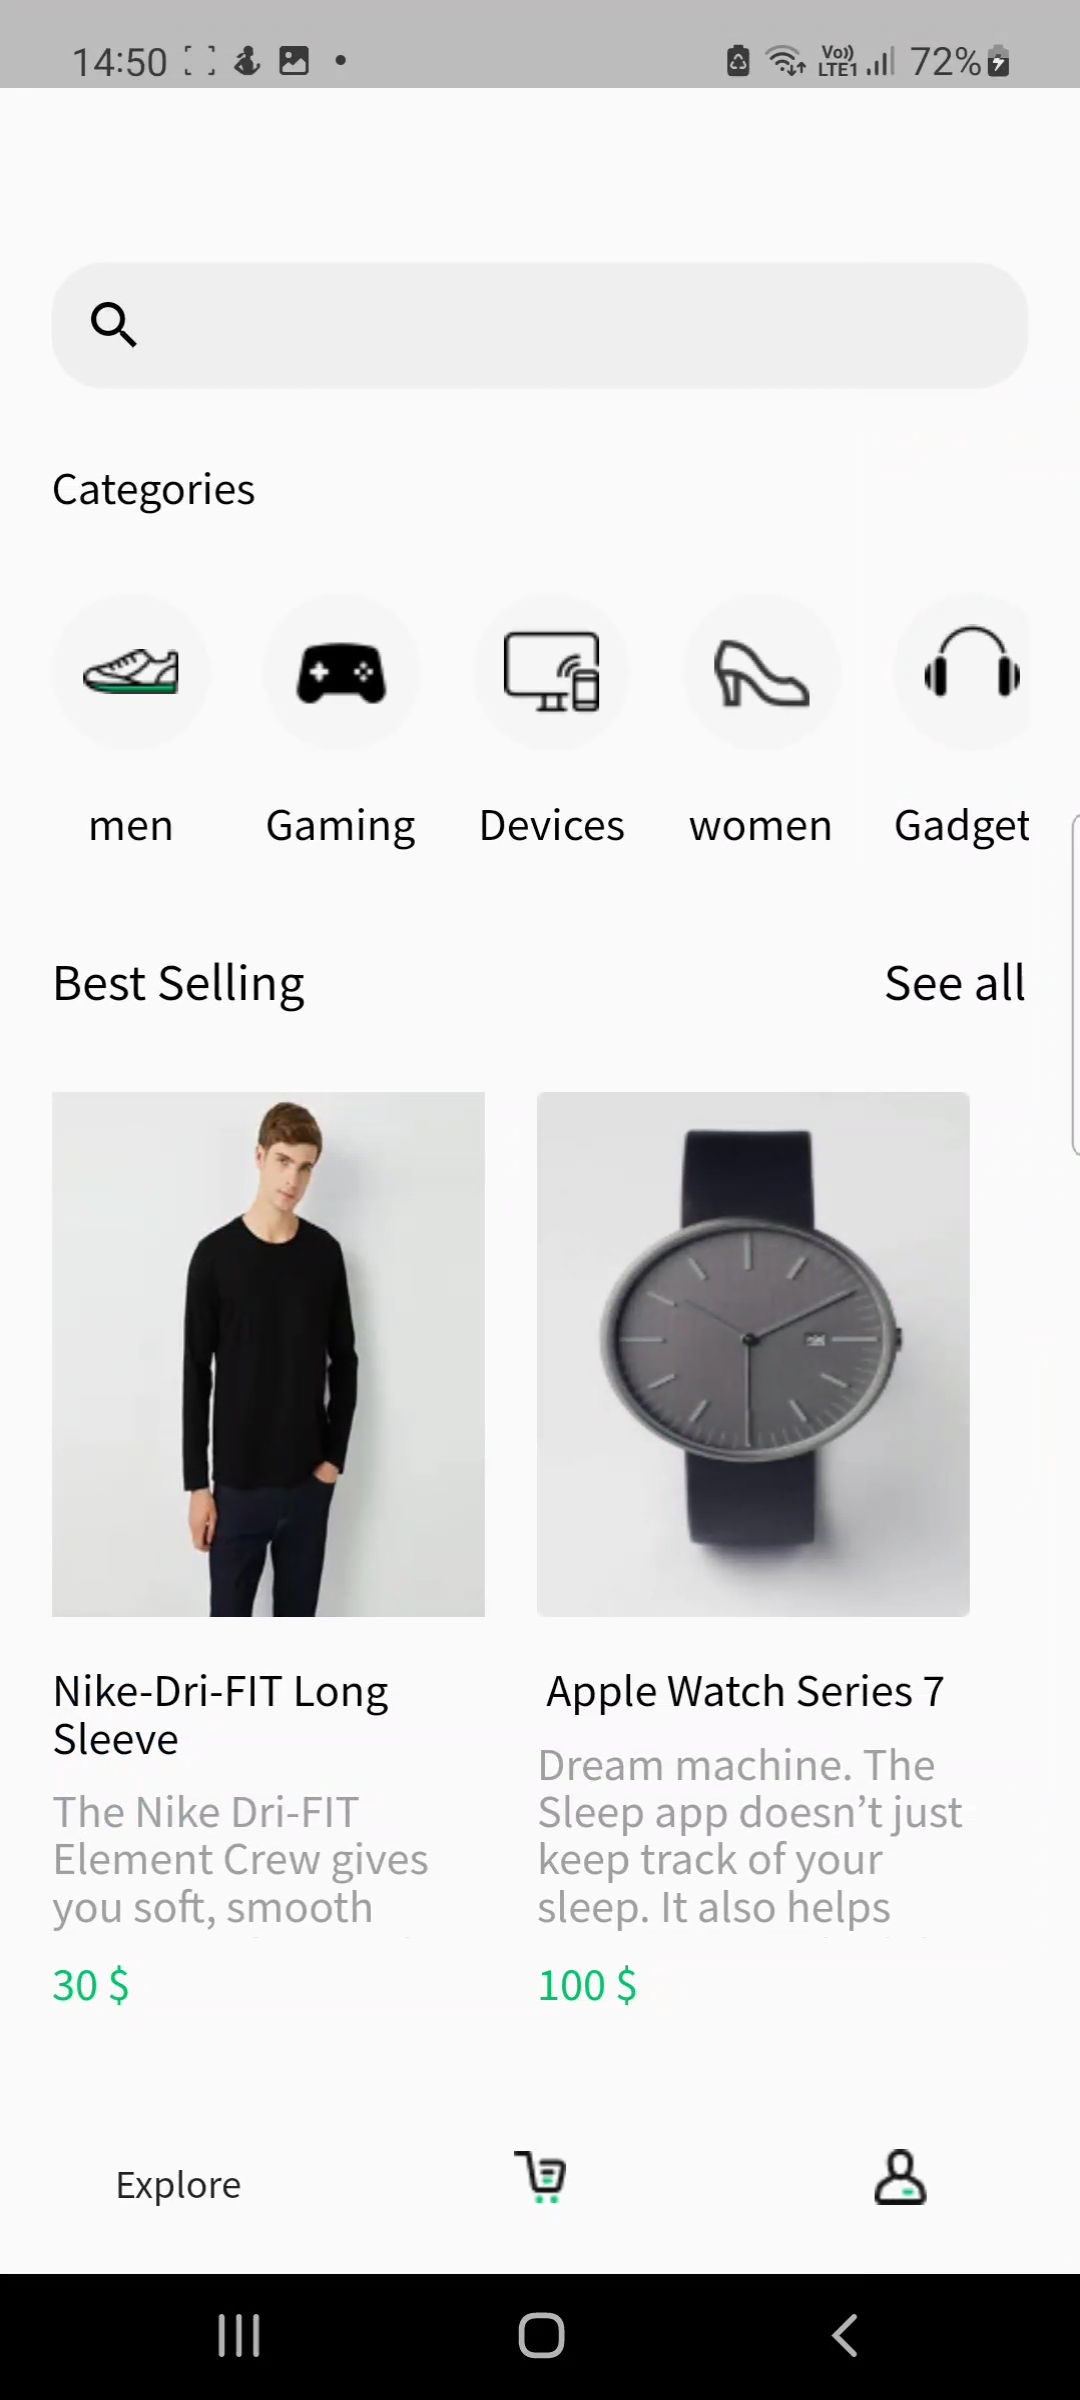 14:50
Vo)) LTE1 72%
Categories
men Gaming Devices women Gadget
Best Selling See all
Nike-Dri-FIT Long
Sleeve
The Nike Dri-FIT
Element Crew gives
you soft, smooth
30 $
Apple Watch Series 7
Dream machine. The
Sleep app doesn’t just
keep track of your
sleep. It also helps
100 $
Explore